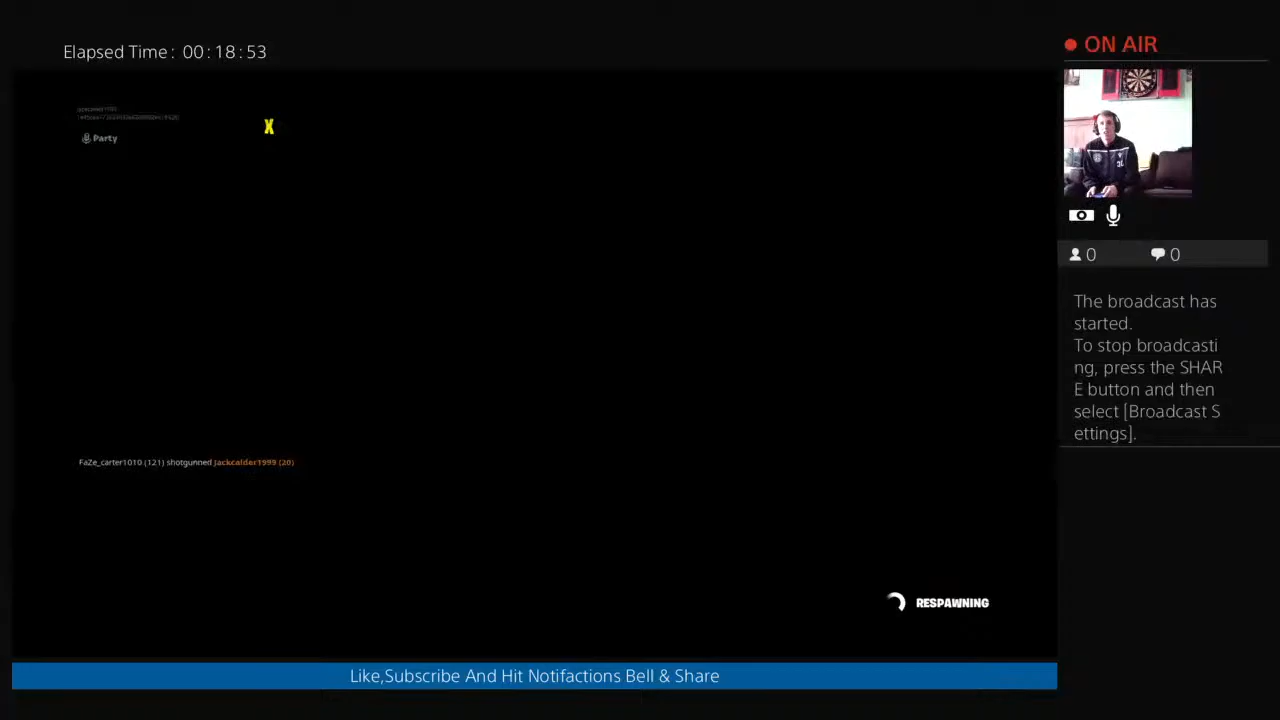 Elapsed Time: 00:18:53
ON AIR
Party
X
0
0
The broadcast has
started.
To stop broadcasti
ng, press the SHAR
E button and then
select [Broadcast S
ettings].
FaZe_carter1010 (121) shotgunned Jackcalder1999 (20)
RESPAWNING
Like,Subscribe And Hit Notifactions Bell & Share